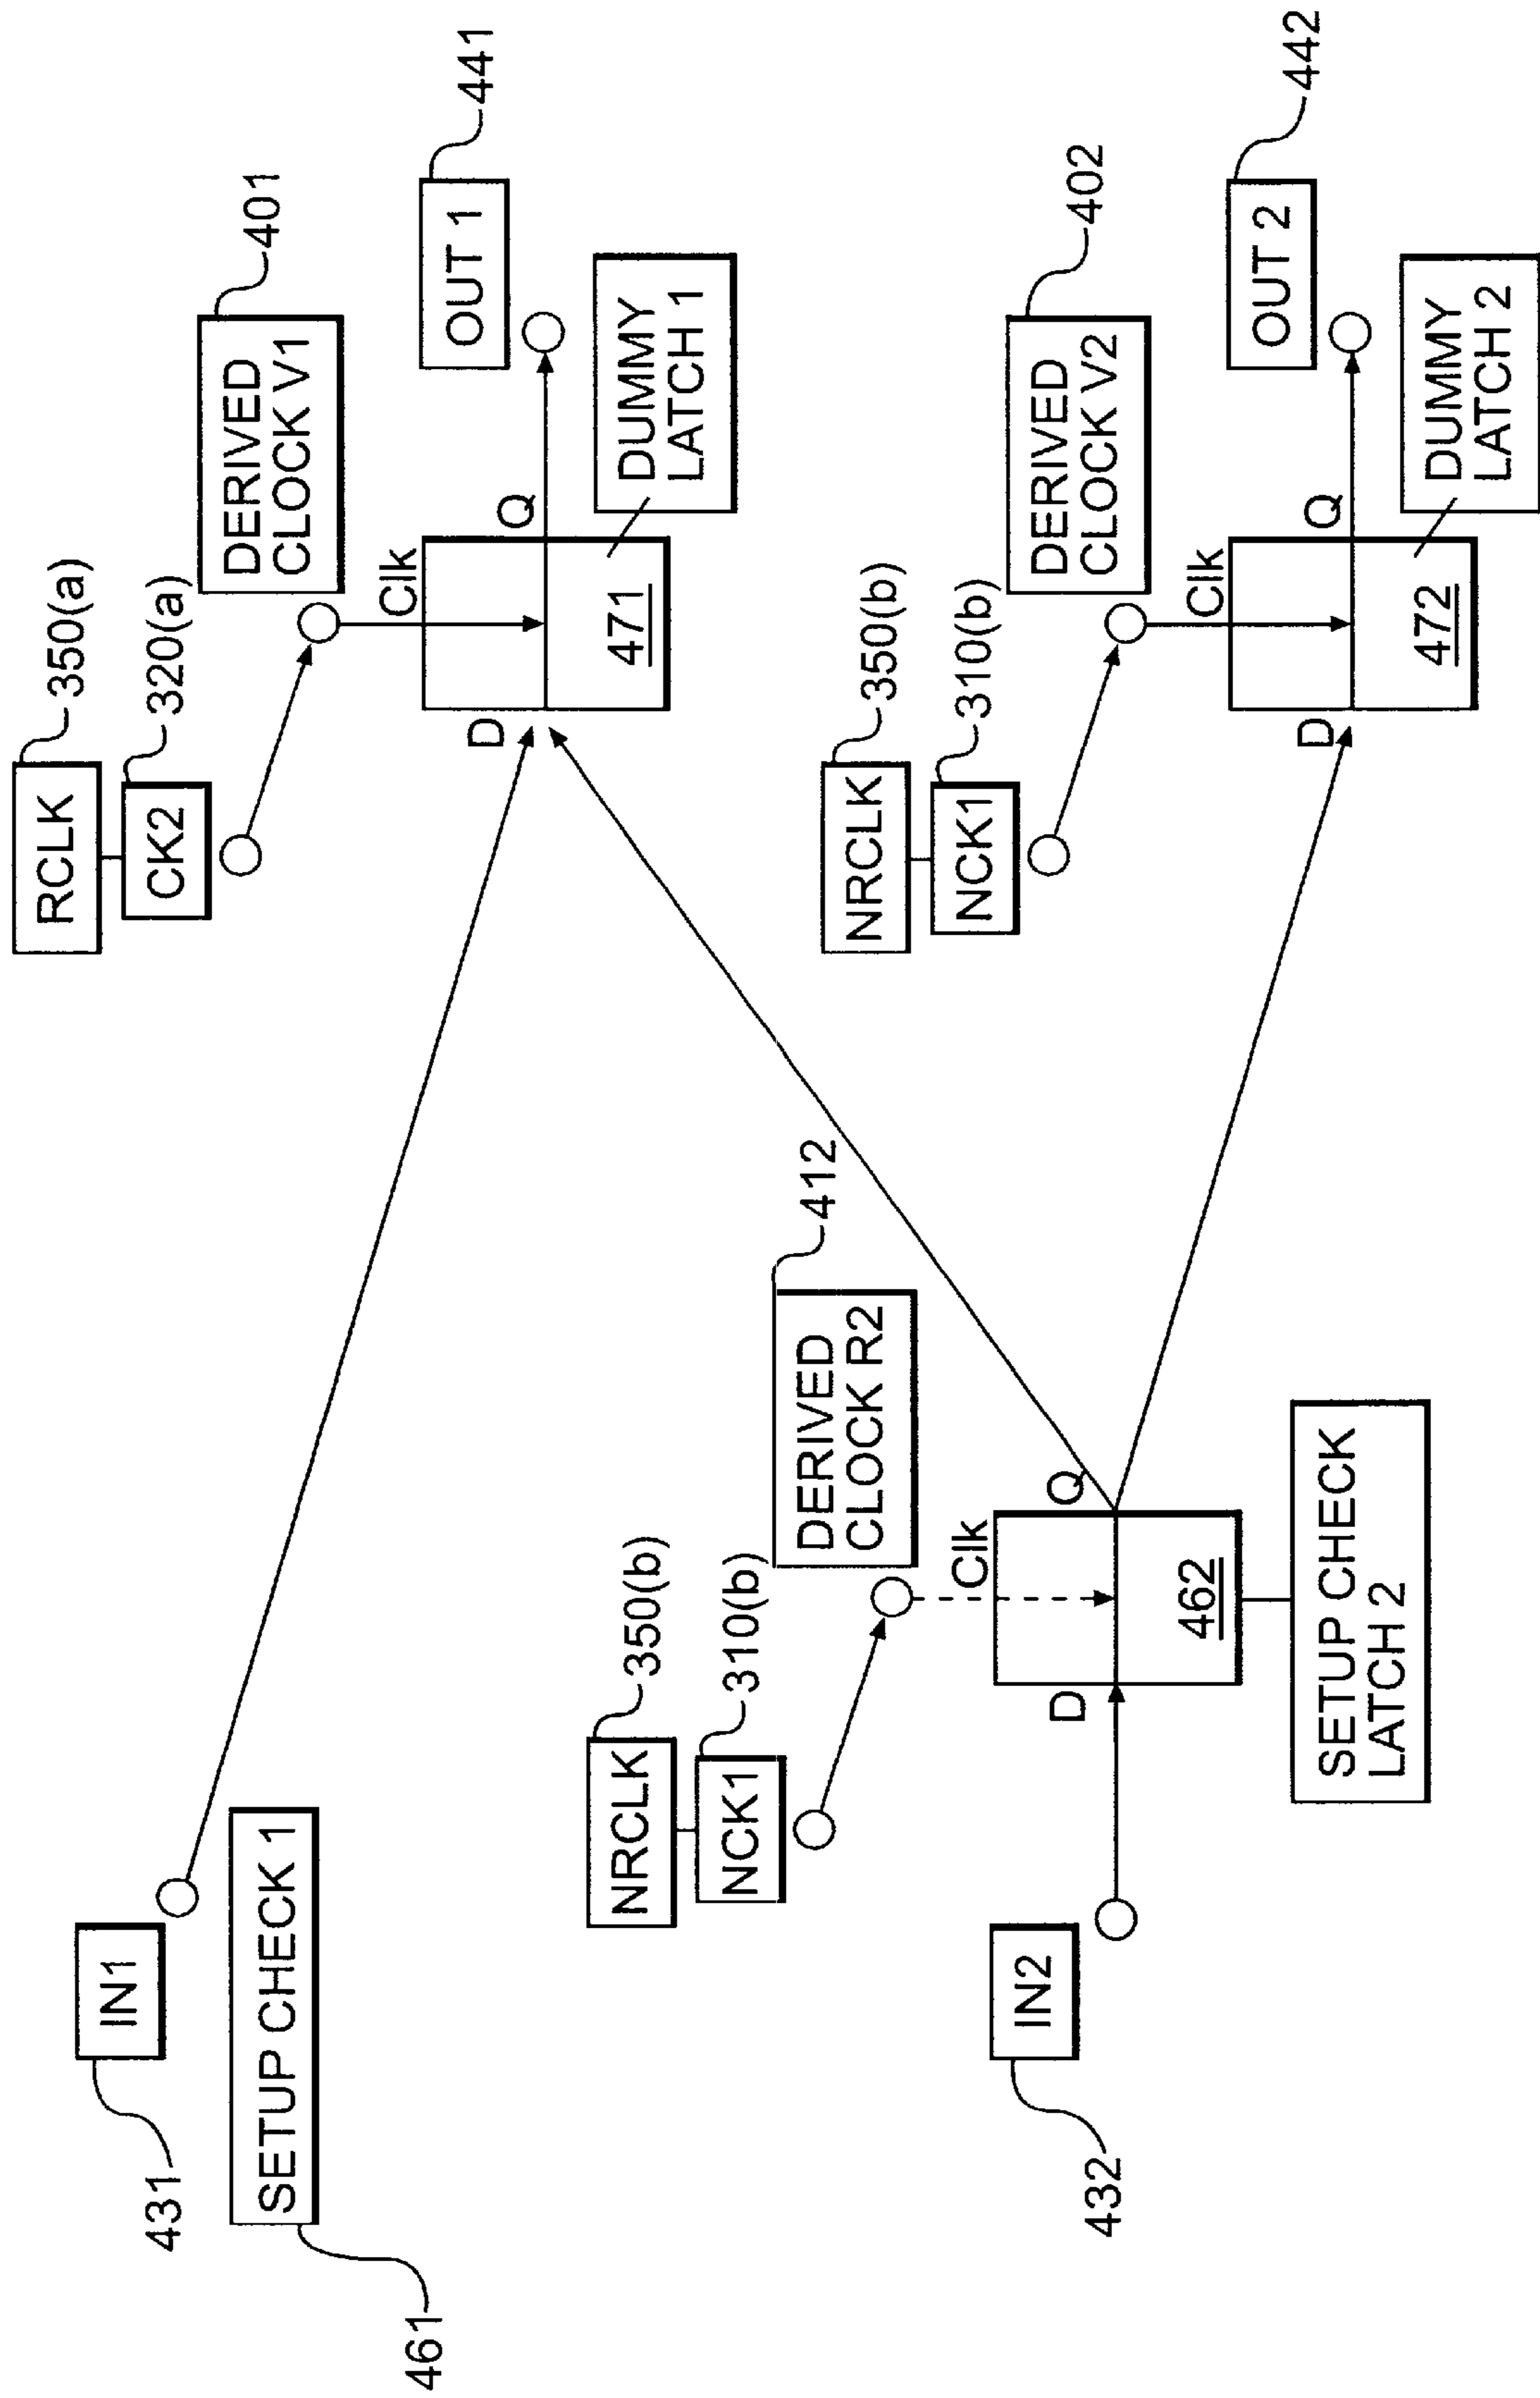 431
IN1
SETUP CHECK 1
461
RCLK
350(a)
CK2
320(a)
DERIVED
CLOCK V1
401
Clk
D
Q
471
OUT 1
441
DUMMY
LATCH 1
NRCLK
350(b)
NCK1
310(b)
DERIVED
CLOCK R2
412
Clk
D
Q
462
SETUP CHECK
LATCH 2
IN2
432
NRCLK
350(b)
NCK1
310(b)
DERIVED
CLOCK V2
402
Clk
D
Q
472
OUT 2
442
DUMMY
LATCH 2